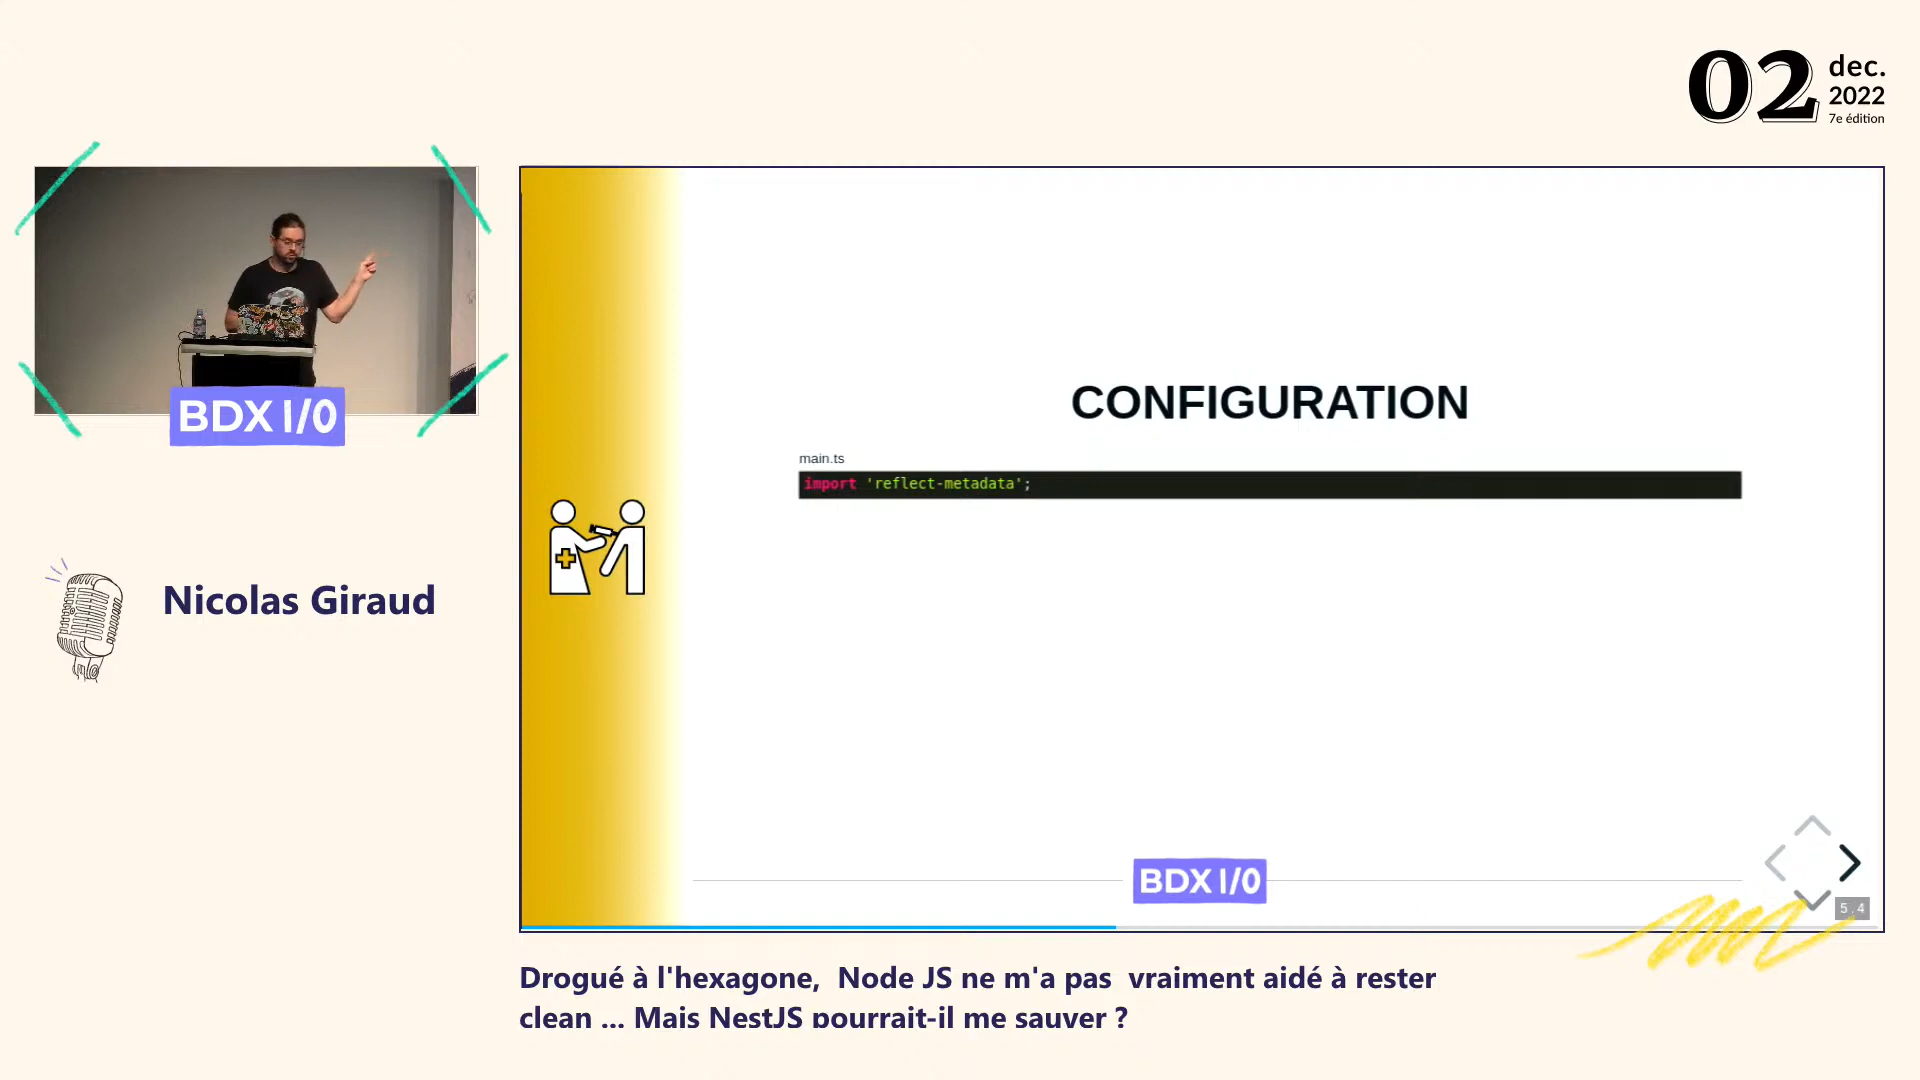 02 dec.
2022
7e édition
BDX I/O
Nicolas Giraud
CONFIGURATION
main.ts
import 'reflect-metadata';
BDX I/O
5.4
Drogué à l'hexagone, Node JS ne m'a pas vraiment aidé à rester
clean ... Mais NestJS pourrait-il me sauver ?